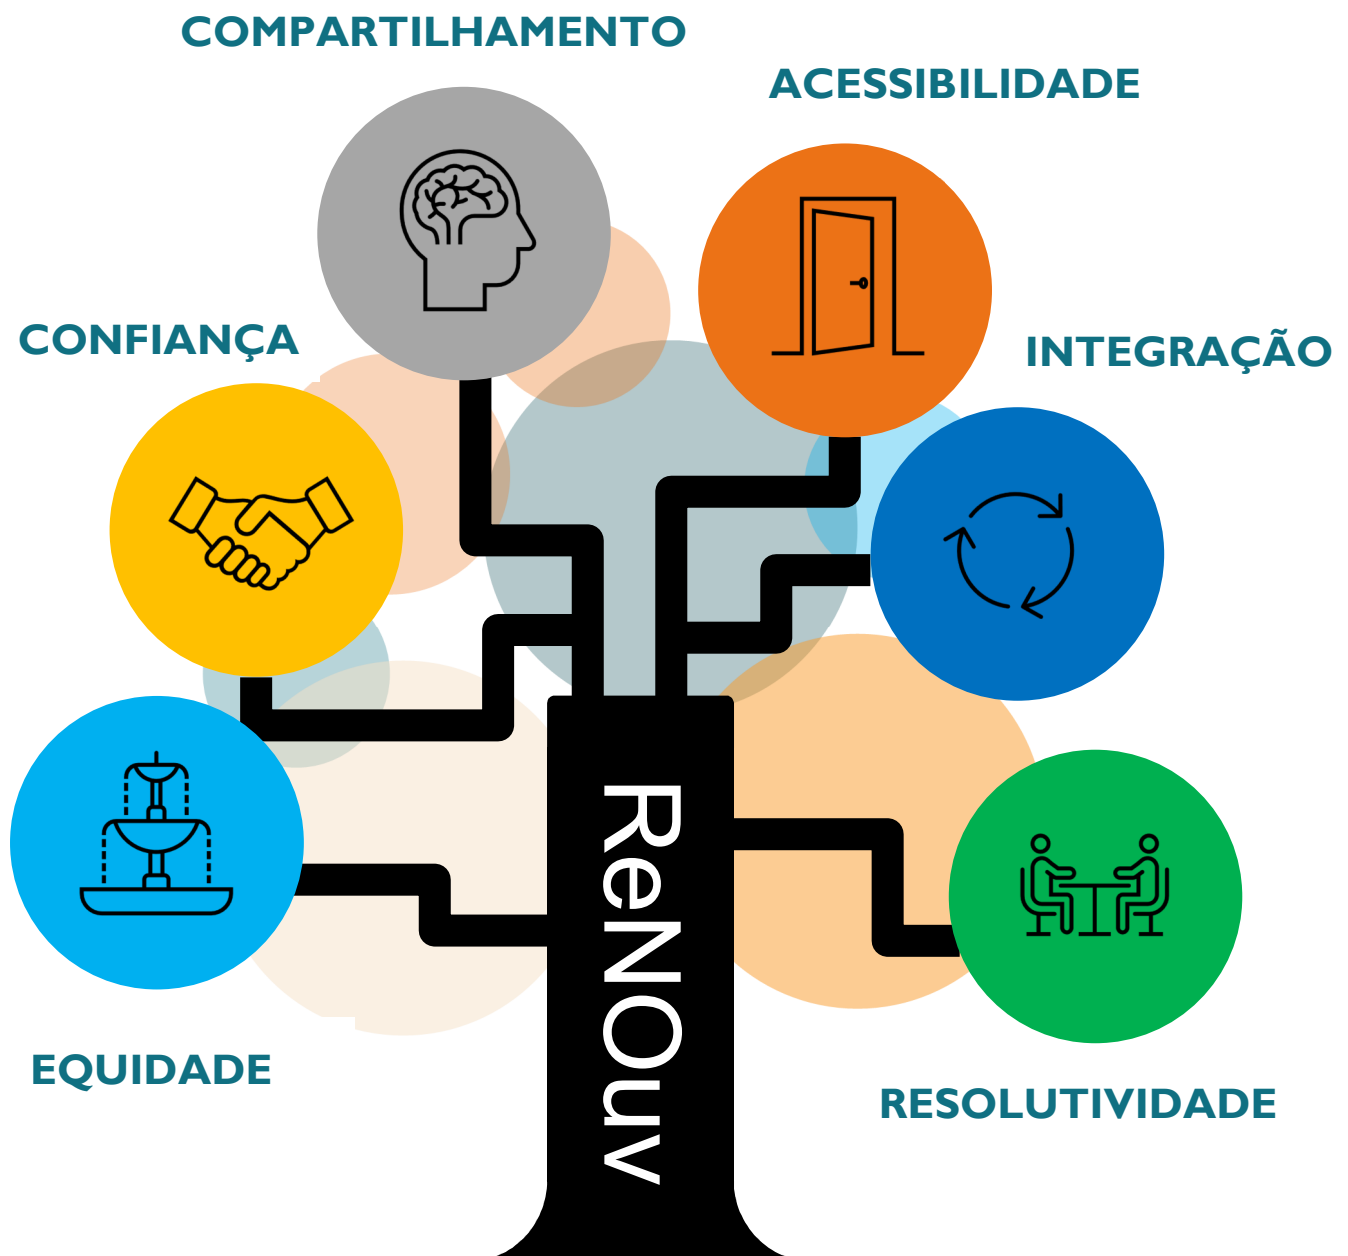 COMPARTILHAMENTO
ACESSIBILIDADE
CONFIANÇA
INTEGRAÇÃO
ReNOuv
EQUIDADE
RESOLUTIVIDADE